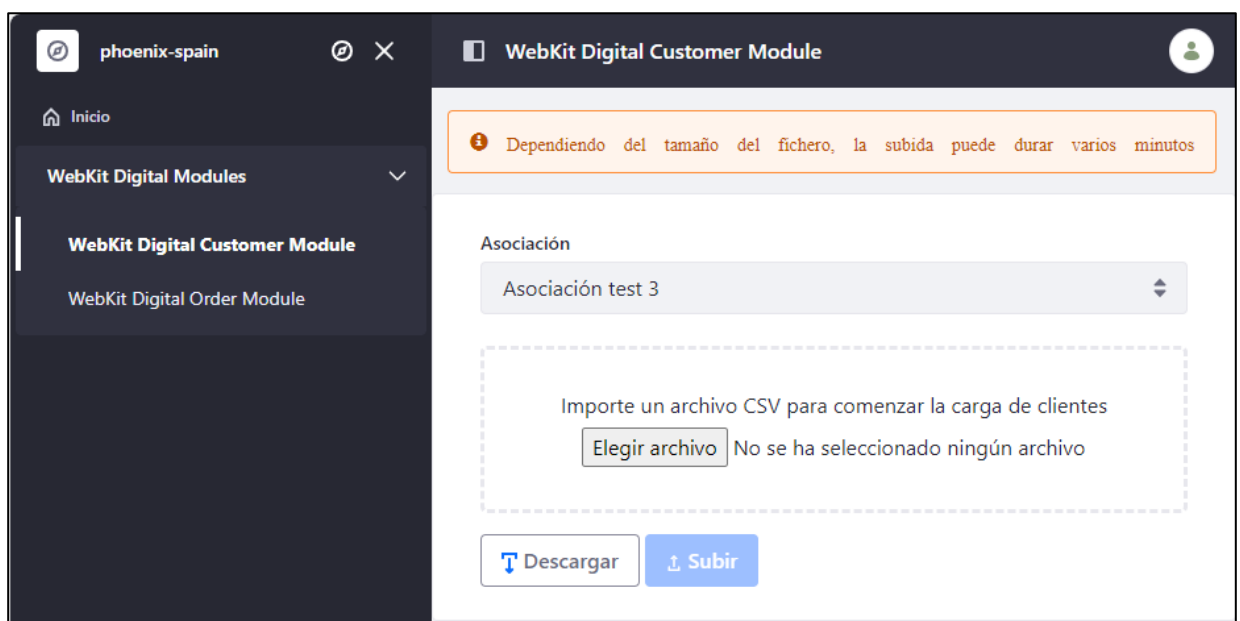 phoenix-spain
Inicio
WebKit Digital Modules
WebKit Digital Customer Module
WebKit Digital Order Module
WebKit Digital Customer Module
Dependiendo del tamaño del fichero, la subida puede durar varios minutos
Asociación
Asociación test 3
Importe un archivo CSV para comenzar la carga de clientes
Elegir archivo No se ha seleccionado ningún archivo
Descargar Subir